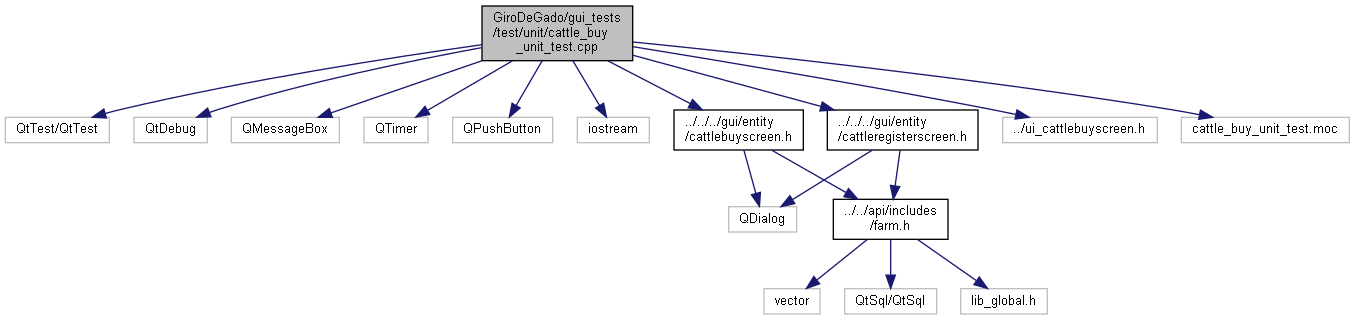 GiroDeGado/gui_tests
/test/unit/cattle_buy
_unit_test.cpp
QtTest/QtTest
QtDebug
QMessageBox
QTimer
QPushButton
iostream
../../../gui/entity
/cattlebuyscreen.h
../../../gui/entity
/cattleregisterscreen.h
../ui_cattlebuyscreen.h
cattle_buy_unit_test.moc
QDialog
../../api/includes
/farm.h
vector
QtSql/QtSql
lib_global.h